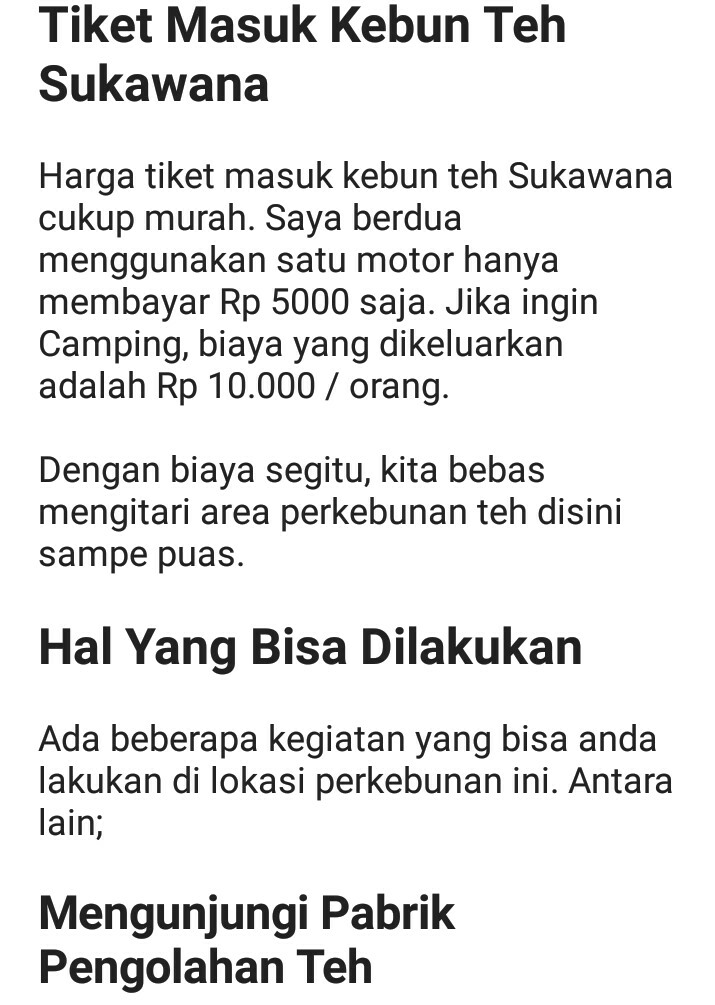 Tiket Masuk Kebun Teh
Sukawana
Harga tiket masuk kebun teh Sukawana
cukup murah. Saya berdua
menggunakan satu motor hanya
membayar Rp 5000 saja. Jika ingin
Camping, biaya yang dikeluarkan
adalah Rp 10.000 / orang.
Dengan biaya segitu, kita bebas
mengitari area perkebunan teh disini
sampe puas.
Hal Yang Bisa Dilakukan
Ada beberapa kegiatan yang bisa anda
lakukan di lokasi perkebunan ini. Antara
lain;
Mengunjungi Pabrik
Pengolahan Teh